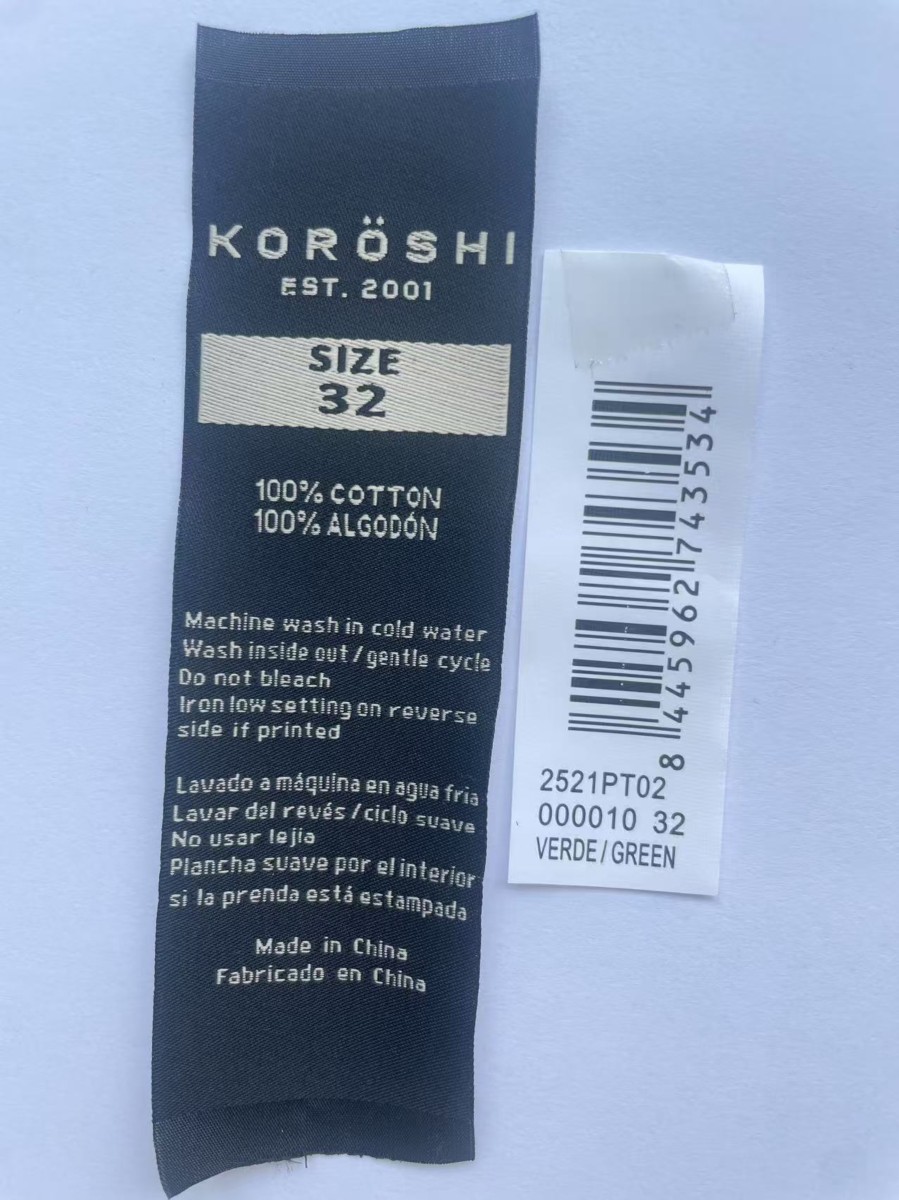 KORÖSHI
EST. 2001
SIZE
32
100% COTTON
100% ALGODÓN
Machine wash in cold water
Wash inside out / gentle cycle
Do not bleach
Iron low setting on reverse
side if printed
Lavado a máquina en agua fria
Lavar del revés / ciclo suave
No usar lejía
Plancha suave por el interior
si la prenda está estampada
Made in China
Fabricado en China
8 445962 743534
2521PT02
000010 32
VERDE/GREEN